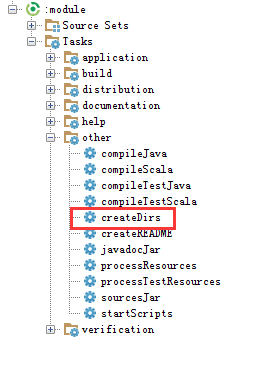 :module
Source Sets
Tasks
application
build
distribution
documentation
help
other
compileJava
compileScala
compileTestJava
compileTestScala
createDirs
createREADME
javadocJar
processResources
processTestResources
sourcesJar
startScripts
verification